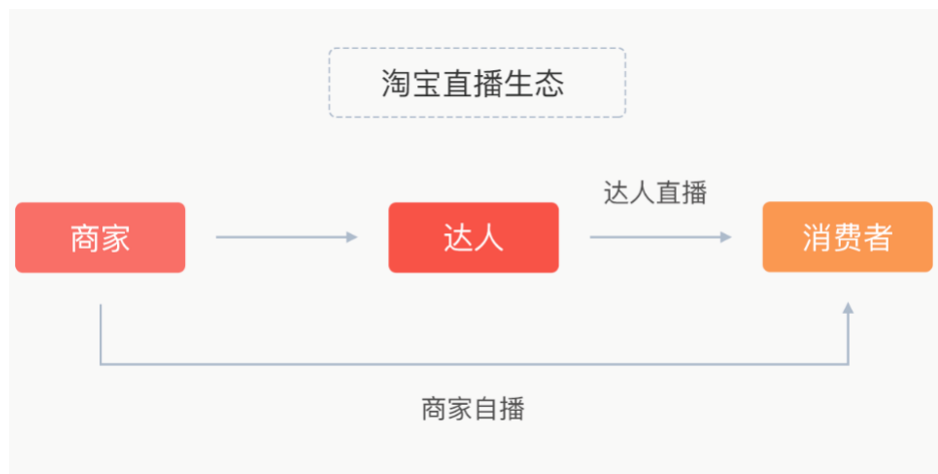 淘宝直播生态
达人直播
商家
达人
消费者
商家自播